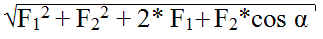 √F₁² + F₂² + 2* F₁+F₂*cos α